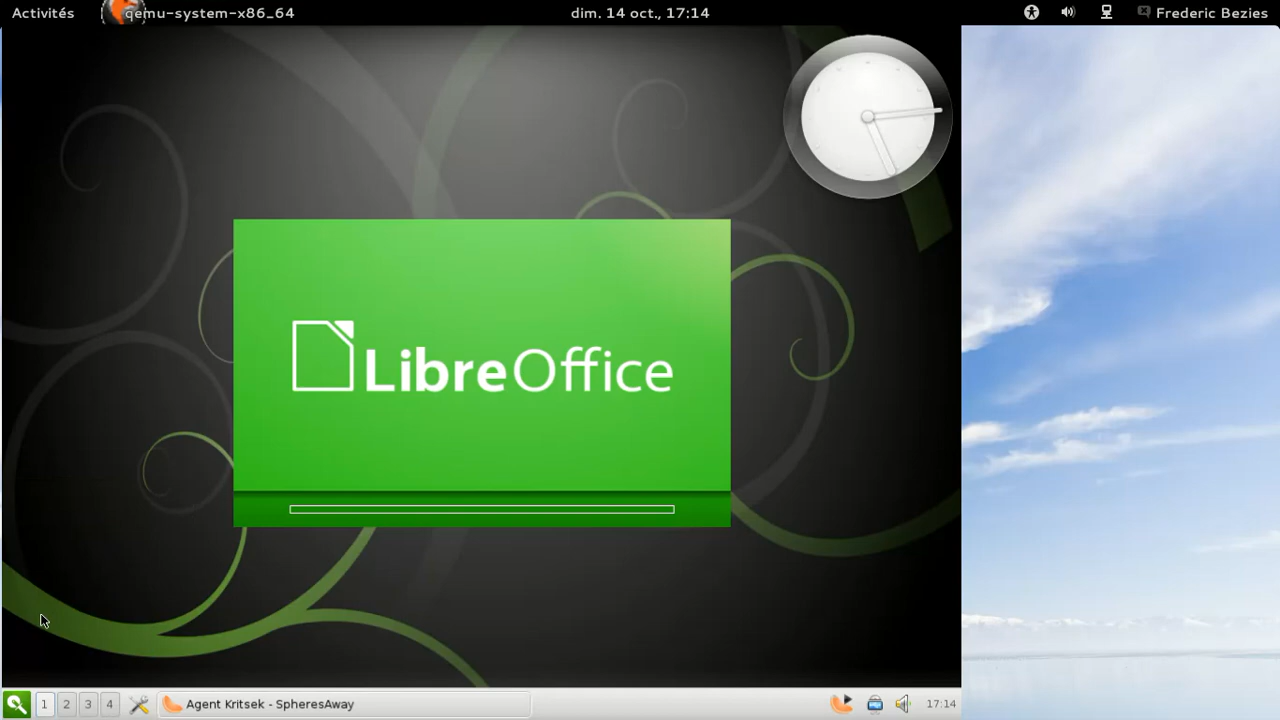 Activités
qemu-system-x86_64
dim. 14 oct., 17:14
Frederic Bezies
LibreOffice
1 2 3 4
Agent Kritsek - SpheresAway
17:14